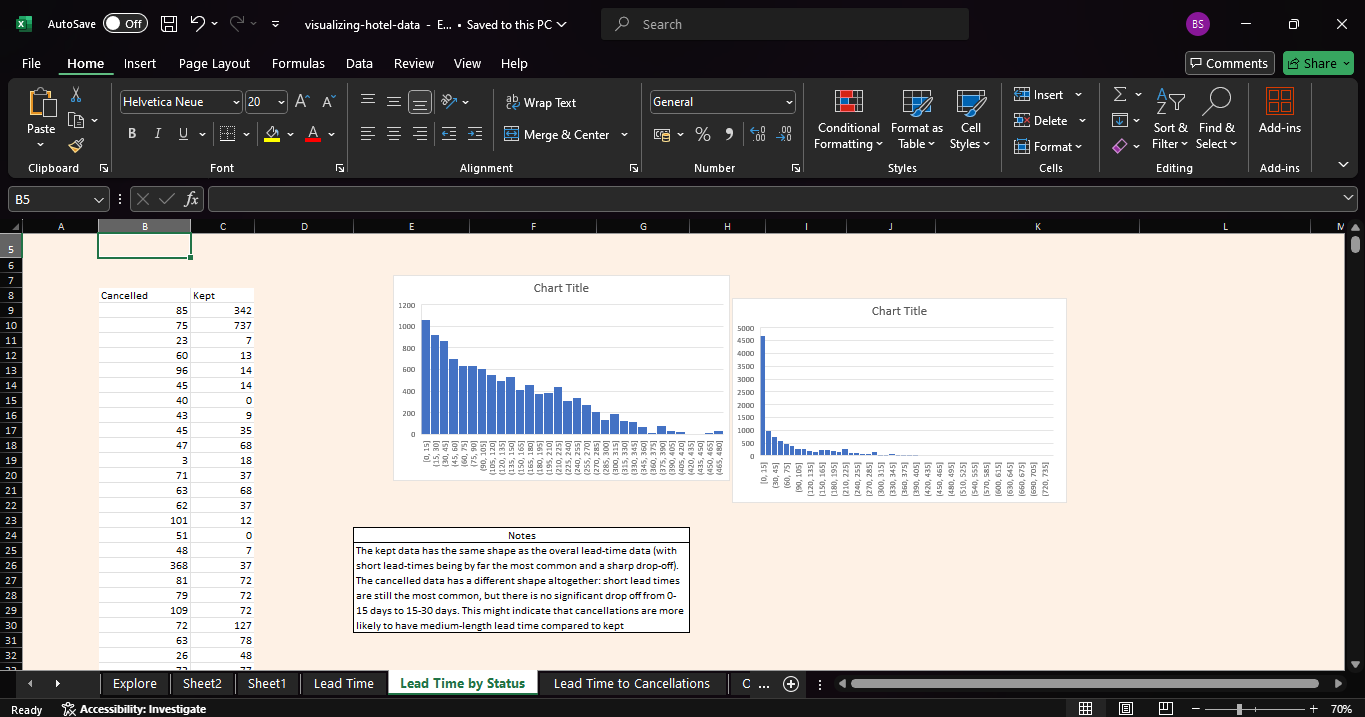 AutoSave Off visualizing-hotel-data - E... • Saved to this PC Search BS
File Home Insert Page Layout Formulas Data Review View Help Comments Share
Paste Helvetica Neue 20 Wrap Text General Conditional Formatting Format as Table Cell Styles Insert Sort & Filter Find & Select Add-ins
B I U Merge & Center % Delete
Format
Clipboard Font Alignment Number Styles Cells Editing Add-ins
B5 fx
A B C D E F G H I J K L M
5
6
7
8 Cancelled Kept
9 85 342
10 75 737
11 23 7
12 60 13
13 96 14
14 45 14
15 40 0
16 43 9
17 45 35
18 47 68
19 3 18
20 71 37
21 63 68
22 62 37
23 101 12
24 51 0
25 48 7
26 368 37
27 81 72
28 79 72
29 109 72
30 72 127
31 63 78
32 26 48
Chart Title
1200
1000
800
600
400
200
0
[0, 15] (15, 30] (30, 45] (45, 60] (60, 75] (75, 90] (90, 105] (105, 120] (120, 135] (135, 150] (150, 165] (165, 180] (180, 195] (195, 210] (210, 225] (225, 240] (240, 255] (255, 270] (270, 285] (285, 300] (300, 315] (315, 330] (330, 345] (345, 360] (360, 375] (375, 390] (390, 405] (405, 420] (420, 435] (435, 450] (450, 465] (465, 480]
Chart Title
5000
4500
4000
3500
3000
2500
2000
1500
1000
500
0
[0, 15] (30, 45] (60, 75] (90, 105] (120, 135] (150, 165] (180, 195] (210, 225] (240, 255] (270, 285] (300, 315] (330, 345] (360, 375] (390, 405] (420, 435] (450, 465] (480, 495] (510, 525] (540, 555] (570, 585] (600, 615] (630, 645] (660, 675] (690, 705] (720, 735]
Notes
The kept data has the same shape as the overal lead-time data (with
short lead-times being by far the most common and a sharp drop-off).
The cancelled data has a different shape altogether: short lead times
are still the most common, but there is no significant drop off from 0-
15 days to 15-30 days. This might indicate that cancellations are more
likely to have medium-length lead time compared to kept
Explore Sheet2 Sheet1 Lead Time Lead Time by Status Lead Time to Cancellations ...
Ready Accessibility: Investigate 70%